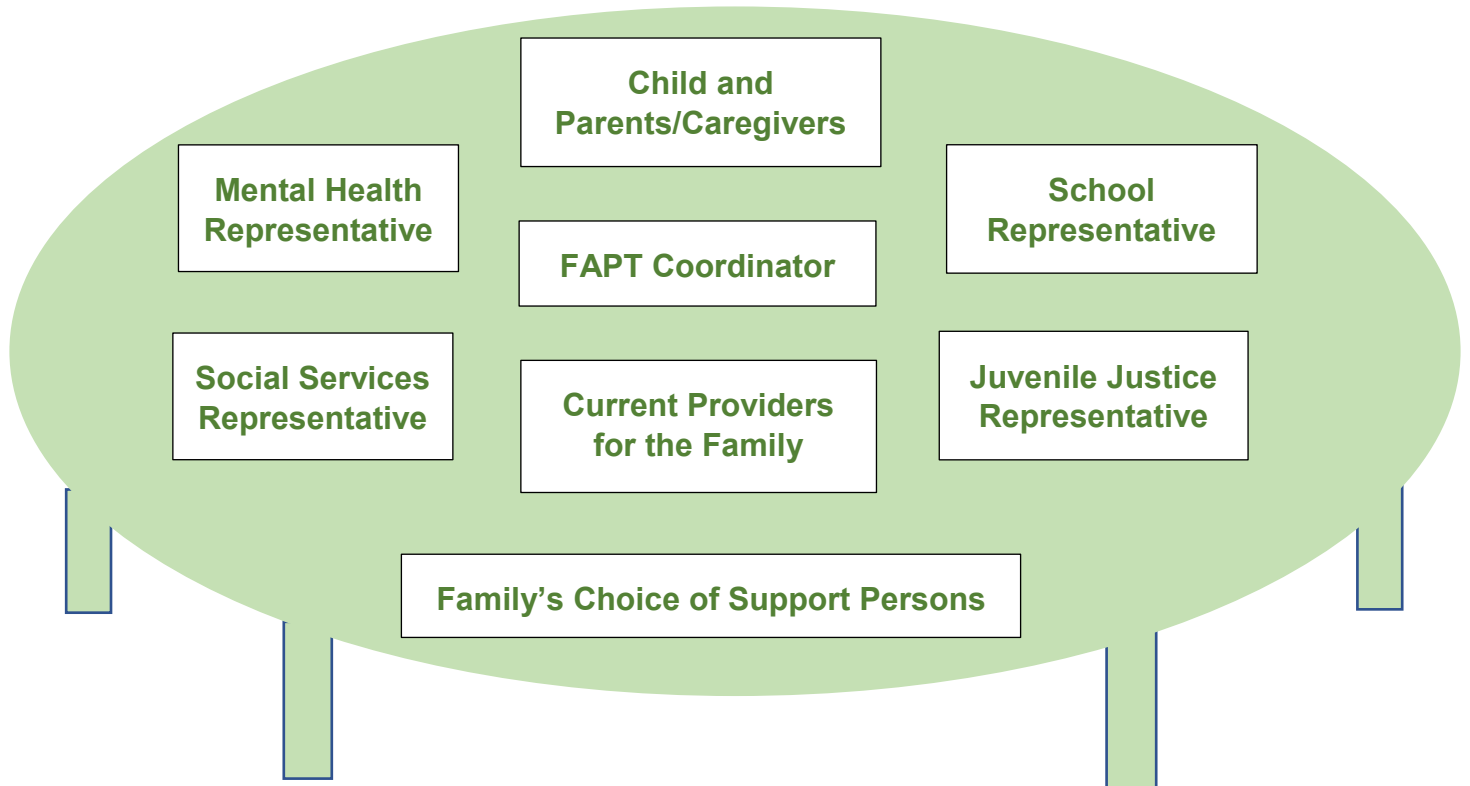 Child and
Parents/Caregivers
Mental Health
Representative
School
Representative
FAPT Coordinator
Social Services
Representative
Current Providers
for the Family
Juvenile Justice
Representative
Family’s Choice of Support Persons